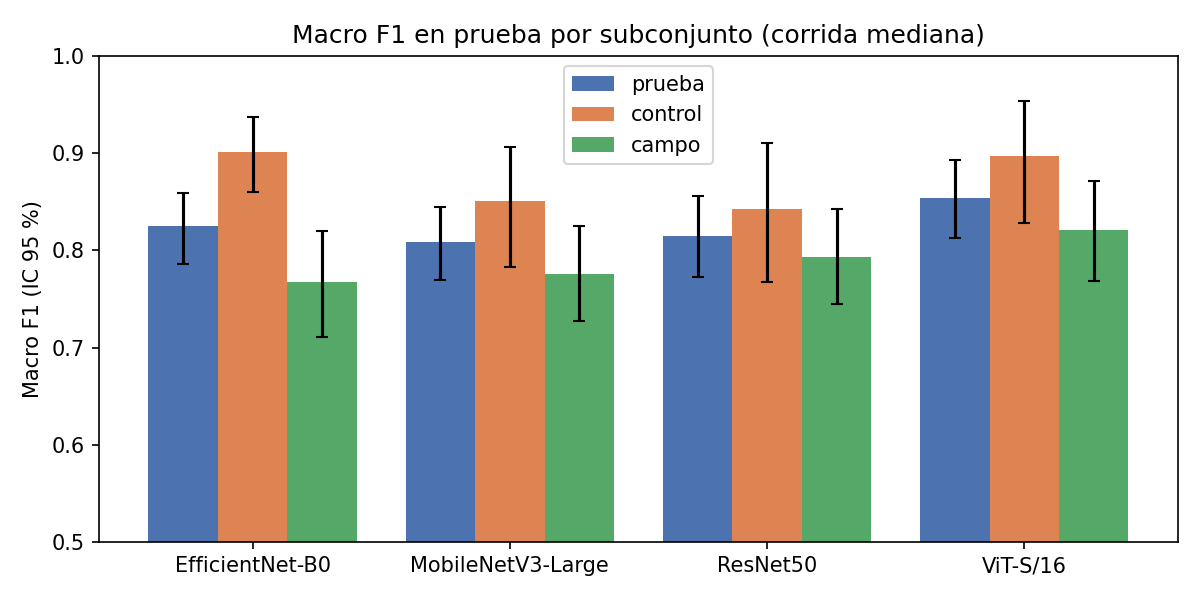 Macro F1 en prueba por subconjunto (corrida mediana)
Macro F1 (IC 95 %)
1.0
0.9
0.8
0.7
0.6
0.5
prueba
control
campo
EfficientNet-B0
MobileNetV3-Large
ResNet50
ViT-S/16